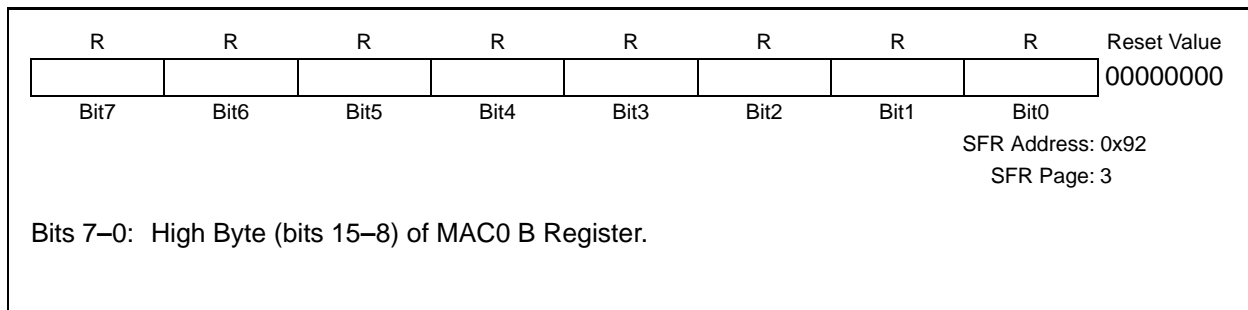 R R R R R R R R Reset Value
00000000
Bit7 Bit6 Bit5 Bit4 Bit3 Bit2 Bit1 Bit0
SFR Address: 0x92
SFR Page: 3
Bits 7–0: High Byte (bits 15–8) of MAC0 B Register.